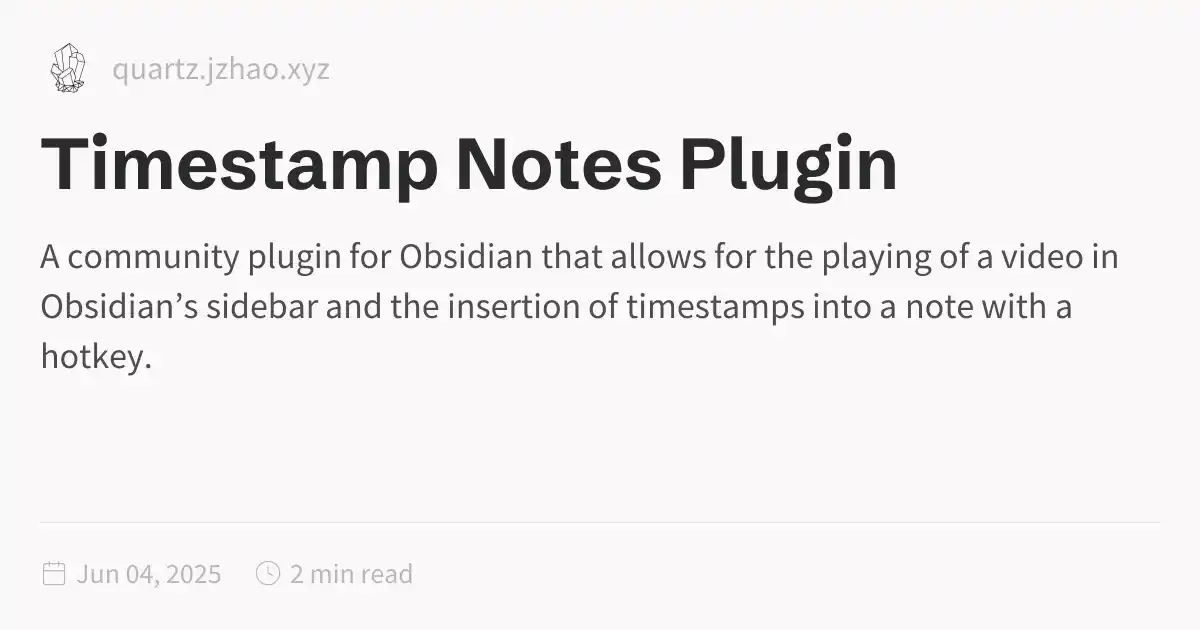 quartz.jzhao.xyz
Timestamp Notes Plugin
A community plugin for Obsidian that allows for the playing of a video in
Obsidian’s sidebar and the insertion of timestamps into a note with a
hotkey.
Jun 04, 2025 2 min read